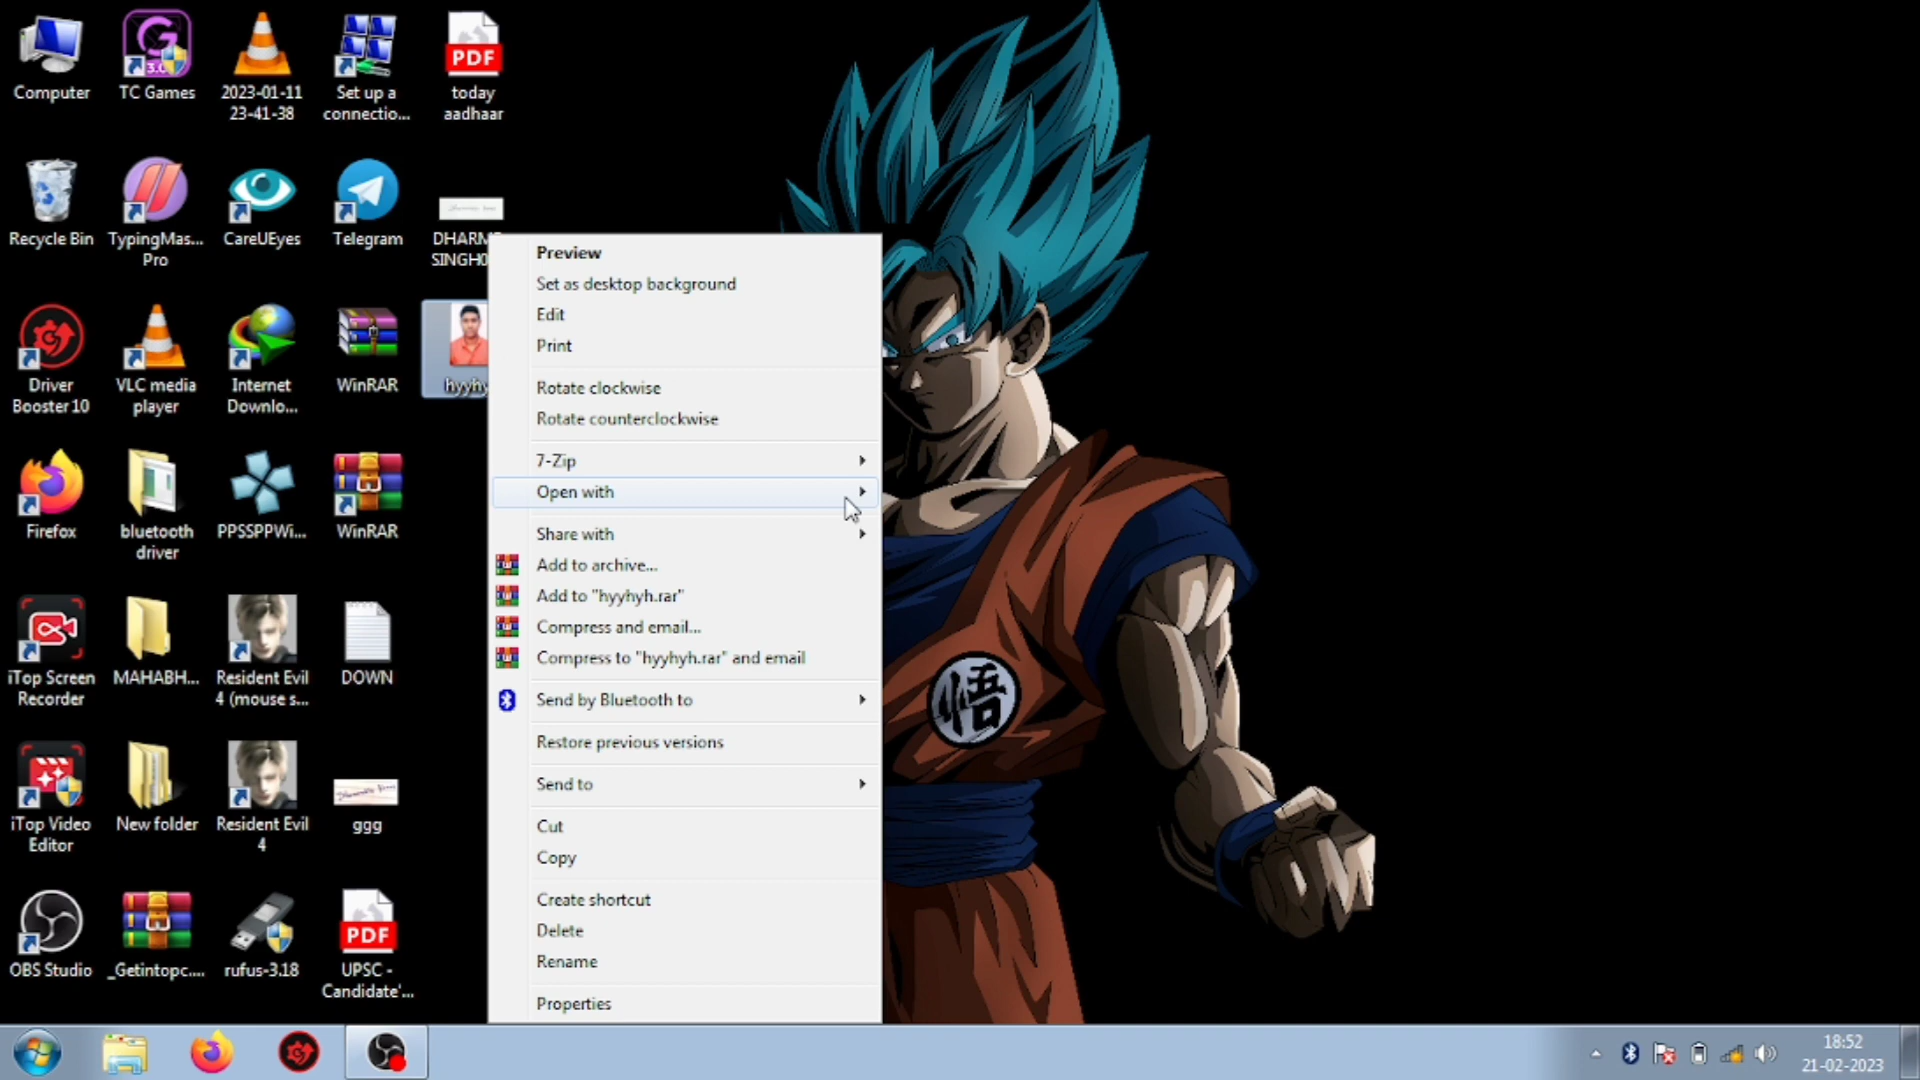 Computer
TC Games
2023-01-11
23-41-38
Set up a
connectio...
PDF
today
aadhaar
Recycle Bin
TypingMas...
Pro
CareUEyes
Telegram
SINGH0
Driver
Booster 10
VLC media
player
Internet
Downlo...
WinRAR
hyyhy
Firefox
bluetooth
driver
PPSSPPWi...
WinRAR
iTop Screen
Recorder
MAHABH...
Resident Evil
4 (mouse s...
DOWN
iTop Video
Editor
New folder
Resident Evil
4
ggg
OBS Studio
_Getintopc....
rufus-3.18
PDF
UPSC -
Candidate'...
Preview
Set as desktop background
Edit
Print
Rotate clockwise
Rotate counterclockwise
7-Zip
Open with
Share with
Add to archive...
Add to "hyyhyh.rar"
Compress and email...
Compress to "hyyhyh.rar" and email
Send by Bluetooth to
Restore previous versions
Send to
Cut
Copy
Create shortcut
Delete
Rename
Properties
悟
18:52
21-02-2023